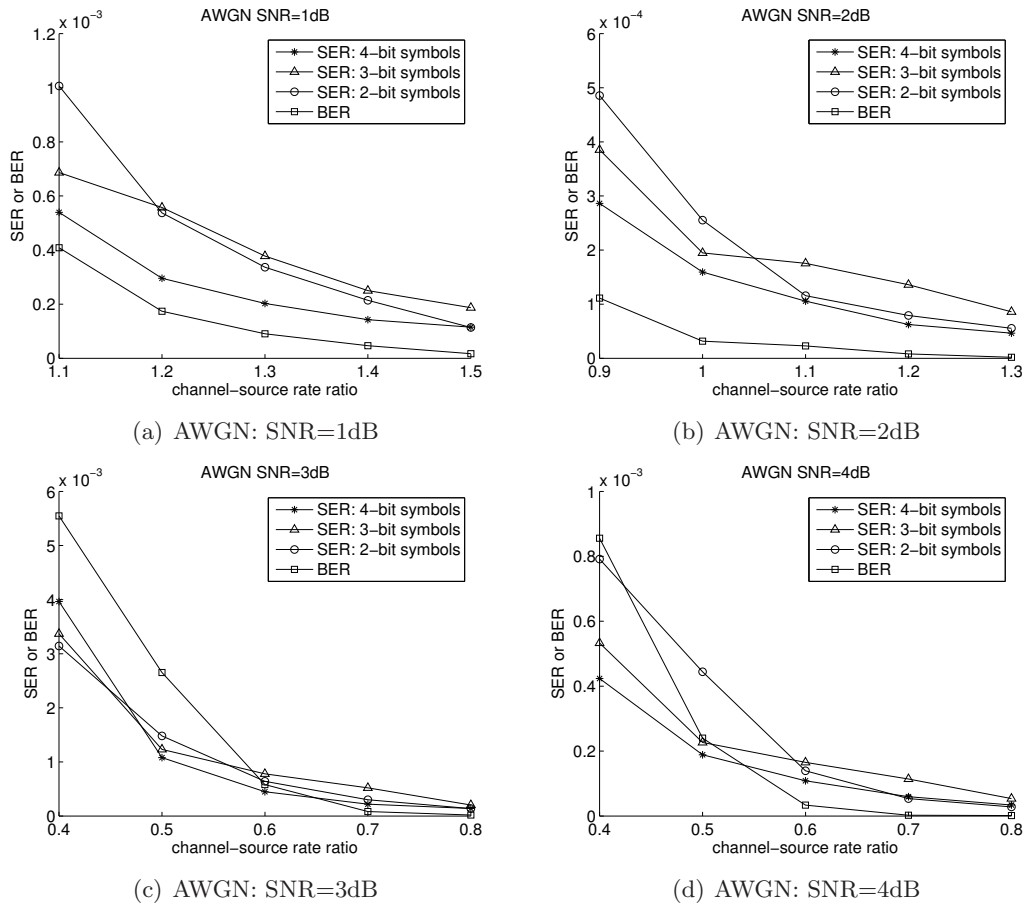 x 10⁻³
AWGN SNR=1dB
1.2
1
0.8
0.6
0.4
0.2
0
1.1
1.2
1.3
1.4
1.5
SER or BER
channel−source rate ratio
SER: 4−bit symbols
SER: 3−bit symbols
SER: 2−bit symbols
BER
(a) AWGN: SNR=1dB
x 10⁻⁴
AWGN SNR=2dB
6
5
4
3
2
1
0
0.9
1
1.1
1.2
1.3
SER or BER
channel−source rate ratio
SER: 4−bit symbols
SER: 3−bit symbols
SER: 2−bit symbols
BER
(b) AWGN: SNR=2dB
x 10⁻³
AWGN SNR=3dB
6
5
4
3
2
1
0
0.4
0.5
0.6
0.7
0.8
SER or BER
channel−source rate ratio
SER: 4−bit symbols
SER: 3−bit symbols
SER: 2−bit symbols
BER
(c) AWGN: SNR=3dB
x 10⁻³
AWGN SNR=4dB
1
0.8
0.6
0.4
0.2
0
0.4
0.5
0.6
0.7
0.8
SER or BER
channel−source rate ratio
SER: 4−bit symbols
SER: 3−bit symbols
SER: 2−bit symbols
BER
(d) AWGN: SNR=4dB